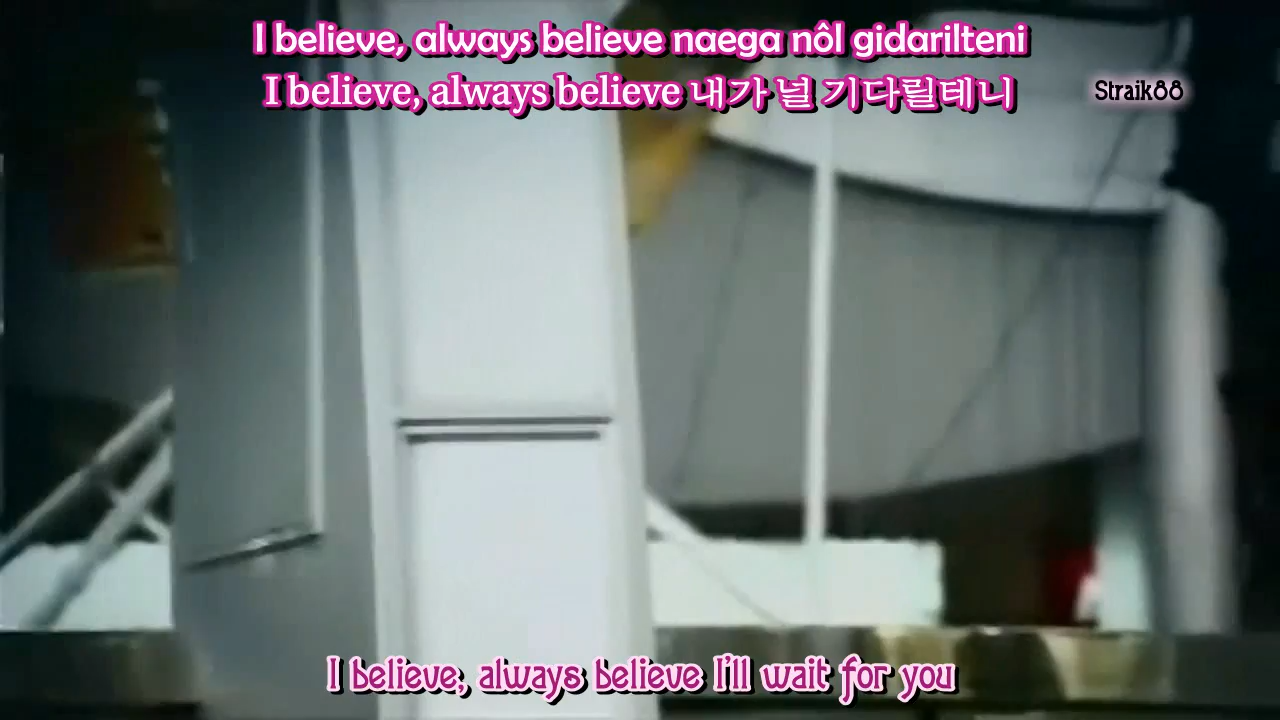 I believe, always believe naega nôl gidarilteni
I believe, always believe 내가 널 기다릴테니
Straik88
I believe, always believe I'll wait for you